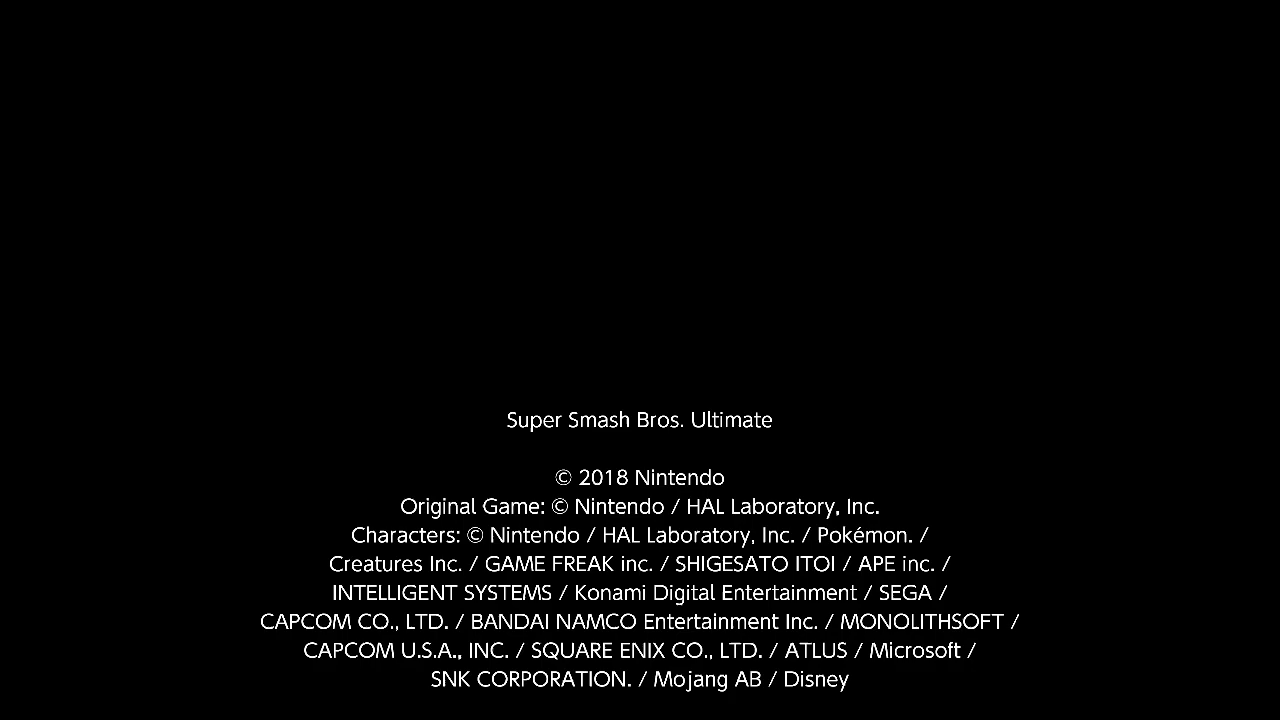 Super Smash Bros. Ultimate
© 2018 Nintendo
Original Game: © Nintendo / HAL Laboratory, Inc.
Characters: © Nintendo / HAL Laboratory, Inc. / Pokémon. /
Creatures Inc. / GAME FREAK inc. / SHIGESATO ITOI / APE inc. /
INTELLIGENT SYSTEMS / Konami Digital Entertainment / SEGA /
CAPCOM CO., LTD. / BANDAI NAMCO Entertainment Inc. / MONOLITHSOFT /
CAPCOM U.S.A., INC. / SQUARE ENIX CO., LTD. / ATLUS / Microsoft /
SNK CORPORATION. / Mojang AB / Disney